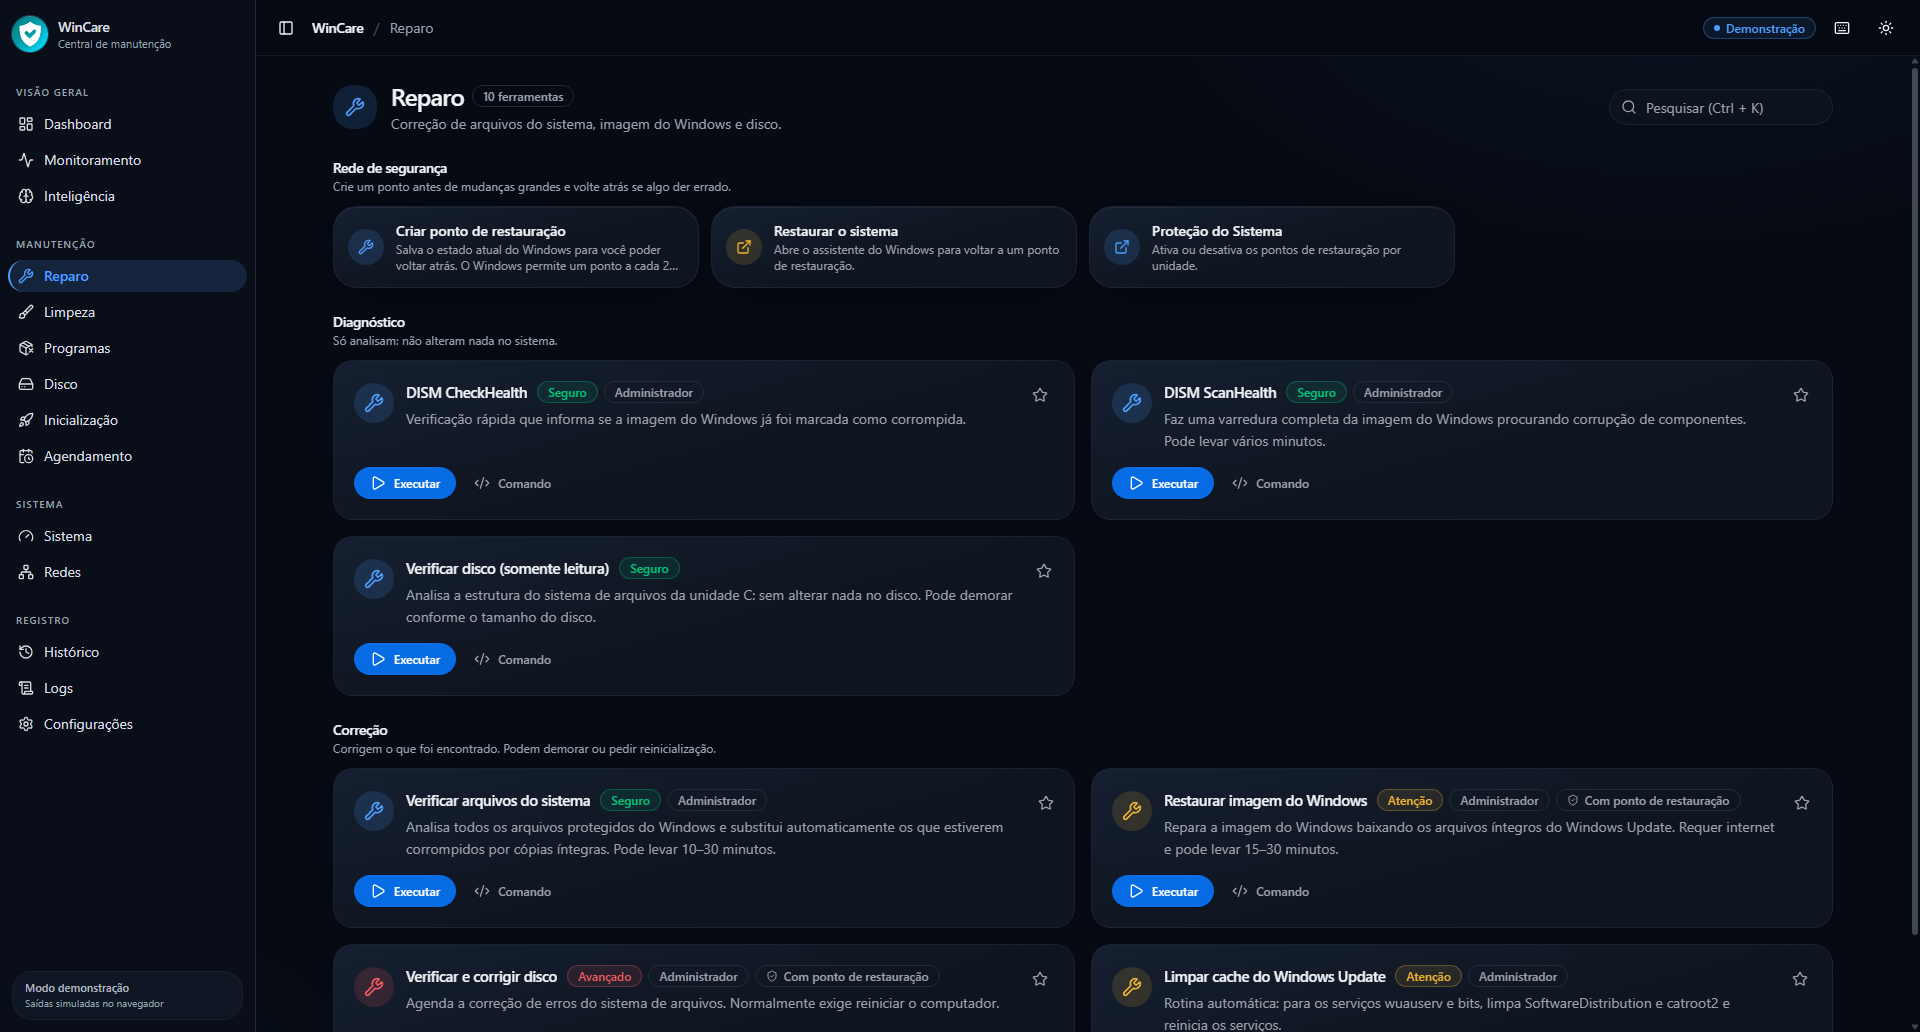 WinCare
Central de manutenção
VISÃO GERAL
Dashboard
Monitoramento
Inteligência
MANUTENÇÃO
Reparo
Limpeza
Programas
Disco
Inicialização
Agendamento
SISTEMA
Sistema
Redes
REGISTRO
Histórico
Logs
Configurações
Modo demonstração
Saídas simuladas no navegador
WinCare / Reparo
Demonstração
Reparo 10 ferramentas
Correção de arquivos do sistema, imagem do Windows e disco.
Pesquisar (Ctrl + K)
Rede de segurança
Crie um ponto antes de mudanças grandes e volte atrás se algo der errado.
Criar ponto de restauração
Salva o estado atual do Windows para você poder
voltar atrás. O Windows permite um ponto a cada 2...
Restaurar o sistema
Abre o assistente do Windows para voltar a um ponto
de restauração.
Proteção do Sistema
Ativa ou desativa os pontos de restauração por
unidade.
Diagnóstico
Só analisam: não alteram nada no sistema.
DISM CheckHealth Seguro Administrador
Verificação rápida que informa se a imagem do Windows já foi marcada como corrompida.
Executar Comando
DISM ScanHealth Seguro Administrador
Faz uma varredura completa da imagem do Windows procurando corrupção de componentes.
Pode levar vários minutos.
Executar Comando
Verificar disco (somente leitura) Seguro
Analisa a estrutura do sistema de arquivos da unidade C: sem alterar nada no disco. Pode demorar
conforme o tamanho do disco.
Executar Comando
Correção
Corrigem o que foi encontrado. Podem demorar ou pedir reinicialização.
Verificar arquivos do sistema Seguro Administrador
Analisa todos os arquivos protegidos do Windows e substitui automaticamente os que estiverem
corrompidos por cópias íntegras. Pode levar 10–30 minutos.
Executar Comando
Restaurar imagem do Windows Atenção Administrador Com ponto de restauração
Repara a imagem do Windows baixando os arquivos íntegros do Windows Update. Requer internet
e pode levar 15–30 minutos.
Executar Comando
Verificar e corrigir disco Avançado Administrador Com ponto de restauração
Agenda a correção de erros do sistema de arquivos. Normalmente exige reiniciar o computador.
Limpar cache do Windows Update Atenção Administrador
Rotina automática: para os serviços wuauserv e bits, limpa SoftwareDistribution e catroot2 e
reinicia os serviços.